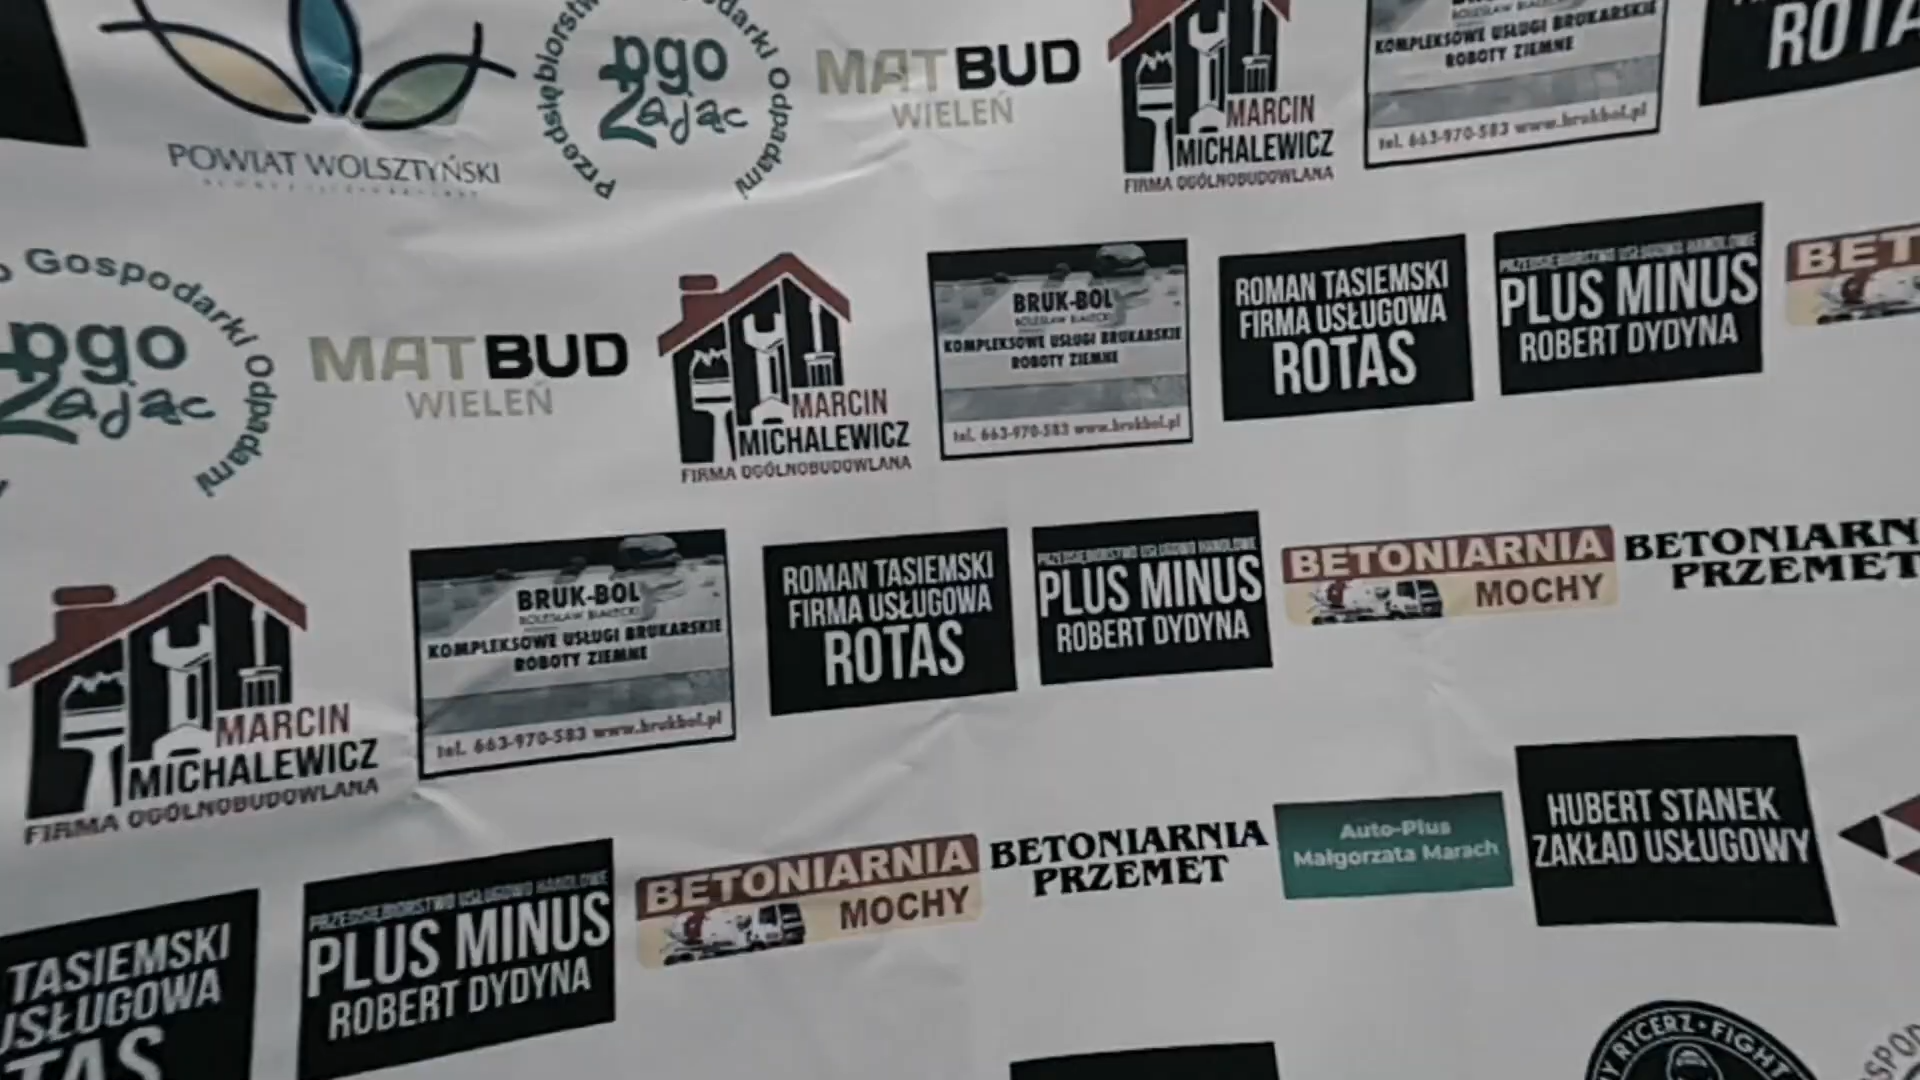 POWIAT WOLSZTYŃSKI
Przedsiębiorstwo Gospodarki Odpadami
pgo
Zając
MATBUD
WIELEŃ
MARCIN
MICHALEWICZ
FIRMA OGÓLNOBUDOWLANA
KOMPLEKSOWE USŁUGI BRUKARSKIE
ROBOTY ZIEMNE
tel. 663-970-583 www.brukbol.pl
Gospodarki Odpadami
pgo
Zając
MATBUD
WIELEŃ
MARCIN
MICHALEWICZ
FIRMA OGÓLNOBUDOWLANA
BRUK-BOL
KOMPLEKSOWE USŁUGI BRUKARSKIE
ROBOTY ZIEMNE
tel. 663-970-583 www.brukbol.pl
ROMAN TASIEMSKI
FIRMA USŁUGOWA
ROTAS
PRZEDSIĘBIORSTWO USŁUGOWO HANDLOWE
PLUS MINUS
ROBERT DYDYNA
BET
MARCIN
MICHALEWICZ
FIRMA OGÓLNOBUDOWLANA
BRUK-BOL
KOMPLEKSOWE USŁUGI BRUKARSKIE
ROBOTY ZIEMNE
tel. 663-970-583 www.brukbol.pl
ROMAN TASIEMSKI
FIRMA USŁUGOWA
ROTAS
PRZEDSIĘBIORSTWO USŁUGOWO HANDLOWE
PLUS MINUS
ROBERT DYDYNA
BETONIARNIA
MOCHY
BETONIARN
PRZEMET
TASIEMSKI
USŁUGOWA
TAS
PRZEDSIĘBIORSTWO USŁUGOWO HANDLOWE
PLUS MINUS
ROBERT DYDYNA
BETONIARNIA
MOCHY
BETONIARNIA
PRZEMET
Auto-Plus
Małgorzata Marach
HUBERT STANEK
ZAKŁAD USŁUGOWY
RYCERZ • FIGHT